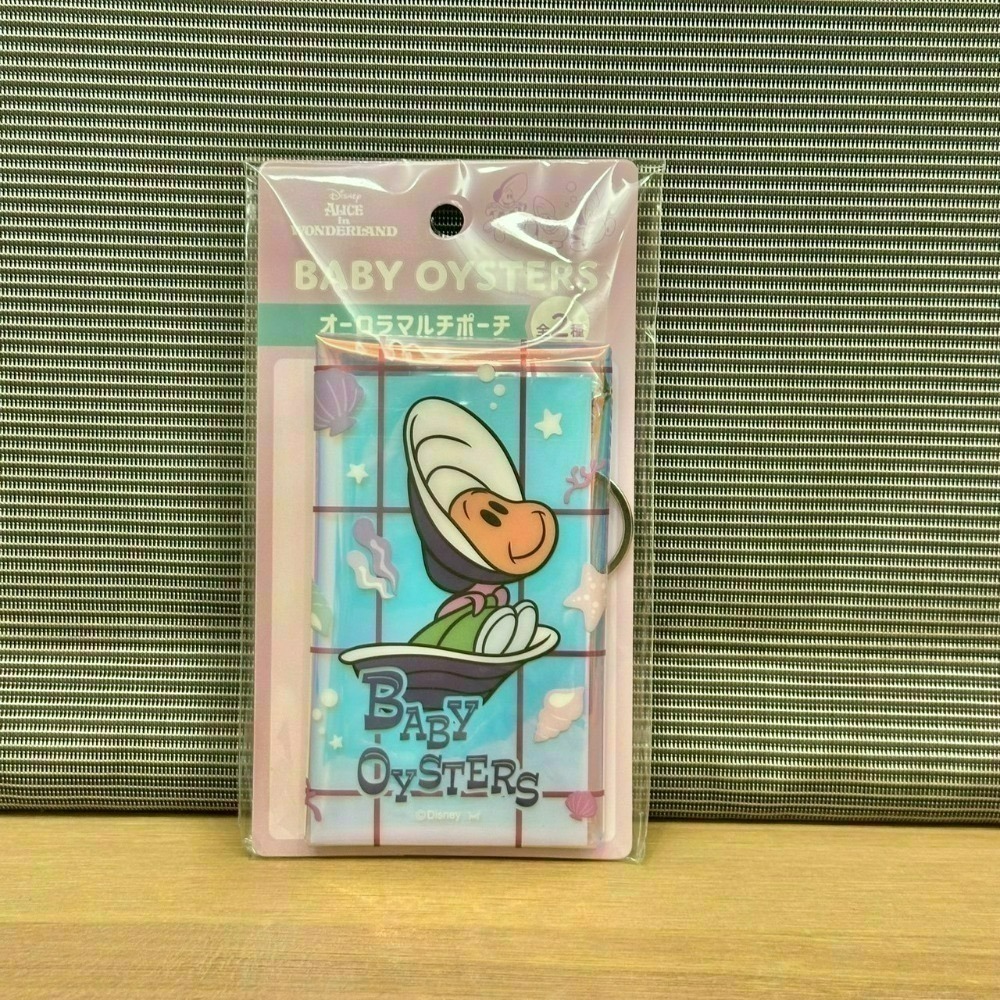 Disney
ALICE
in
WONDERLAND
BABY OYSTERS
オーロラマルチポーチ
全2種
BABY
OYSTERS
©Disney